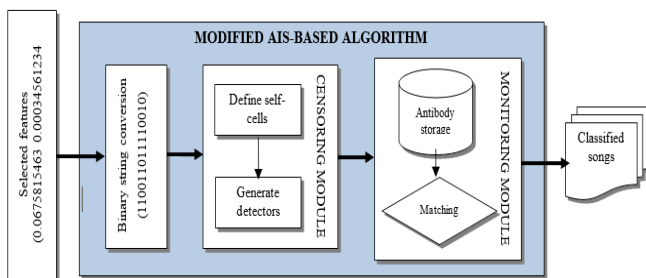 MODIFIED AIS-BASED ALGORITHM
Selected features
(0.0675815463 0.00034561234
Binary string conversion
(1100110111110010)
Define self-
cells
Generate
detectors
CENSORING MODULE
Antibody
storage
Matching
MONITORING MODULE
Classified
songs